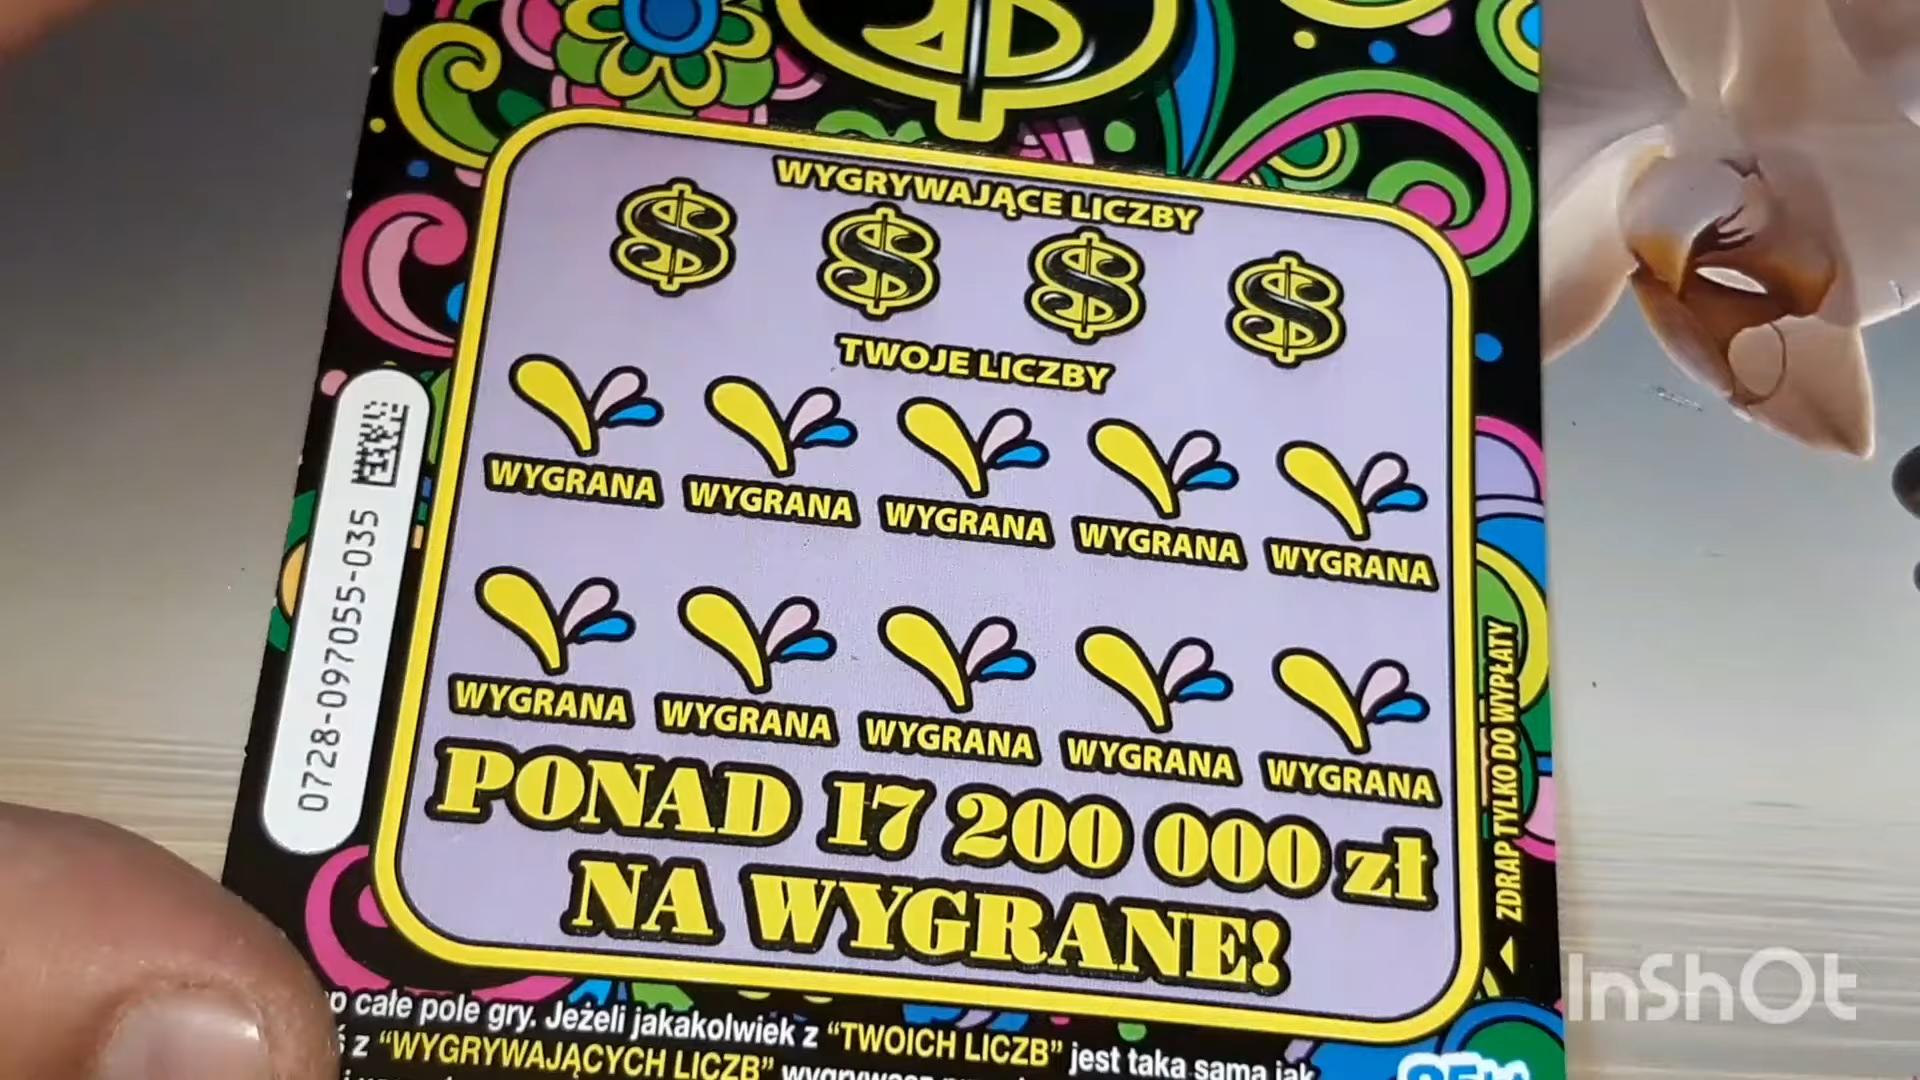 WYGRYWAJĄCE LICZBY
$ $ $ $
TWOJE LICZBY
WYGRANA WYGRANA WYGRANA WYGRANA WYGRANA
WYGRANA WYGRANA WYGRANA WYGRANA WYGRANA
PONAD 17 200 000 zł
NA WYGRANE!
0728-097055-035
ZDRAP TYLKO DO WYPŁATY
całe pole gry. Jeżeli jakakolwiek z “TWOICH LICZB” jest taka sama jak
z “WYGRYWAJĄCYCH LICZB”
InShOt